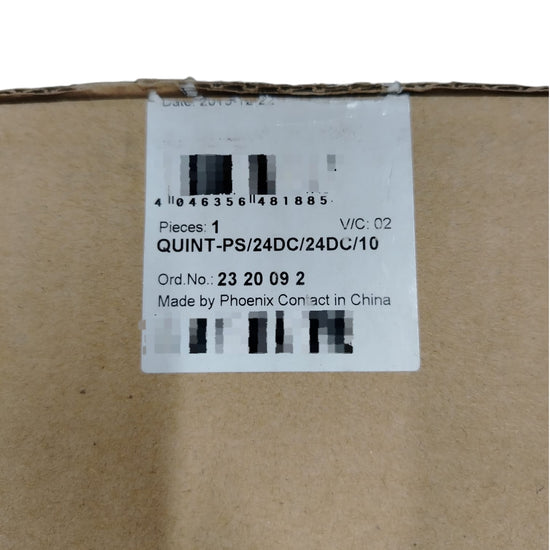 4 046356 481885
Pieces: 1 V/C: 02
QUINT-PS/24DC/24DC/10
Ord.No.: 23 20 09 2
Made by Phoenix Contact in China